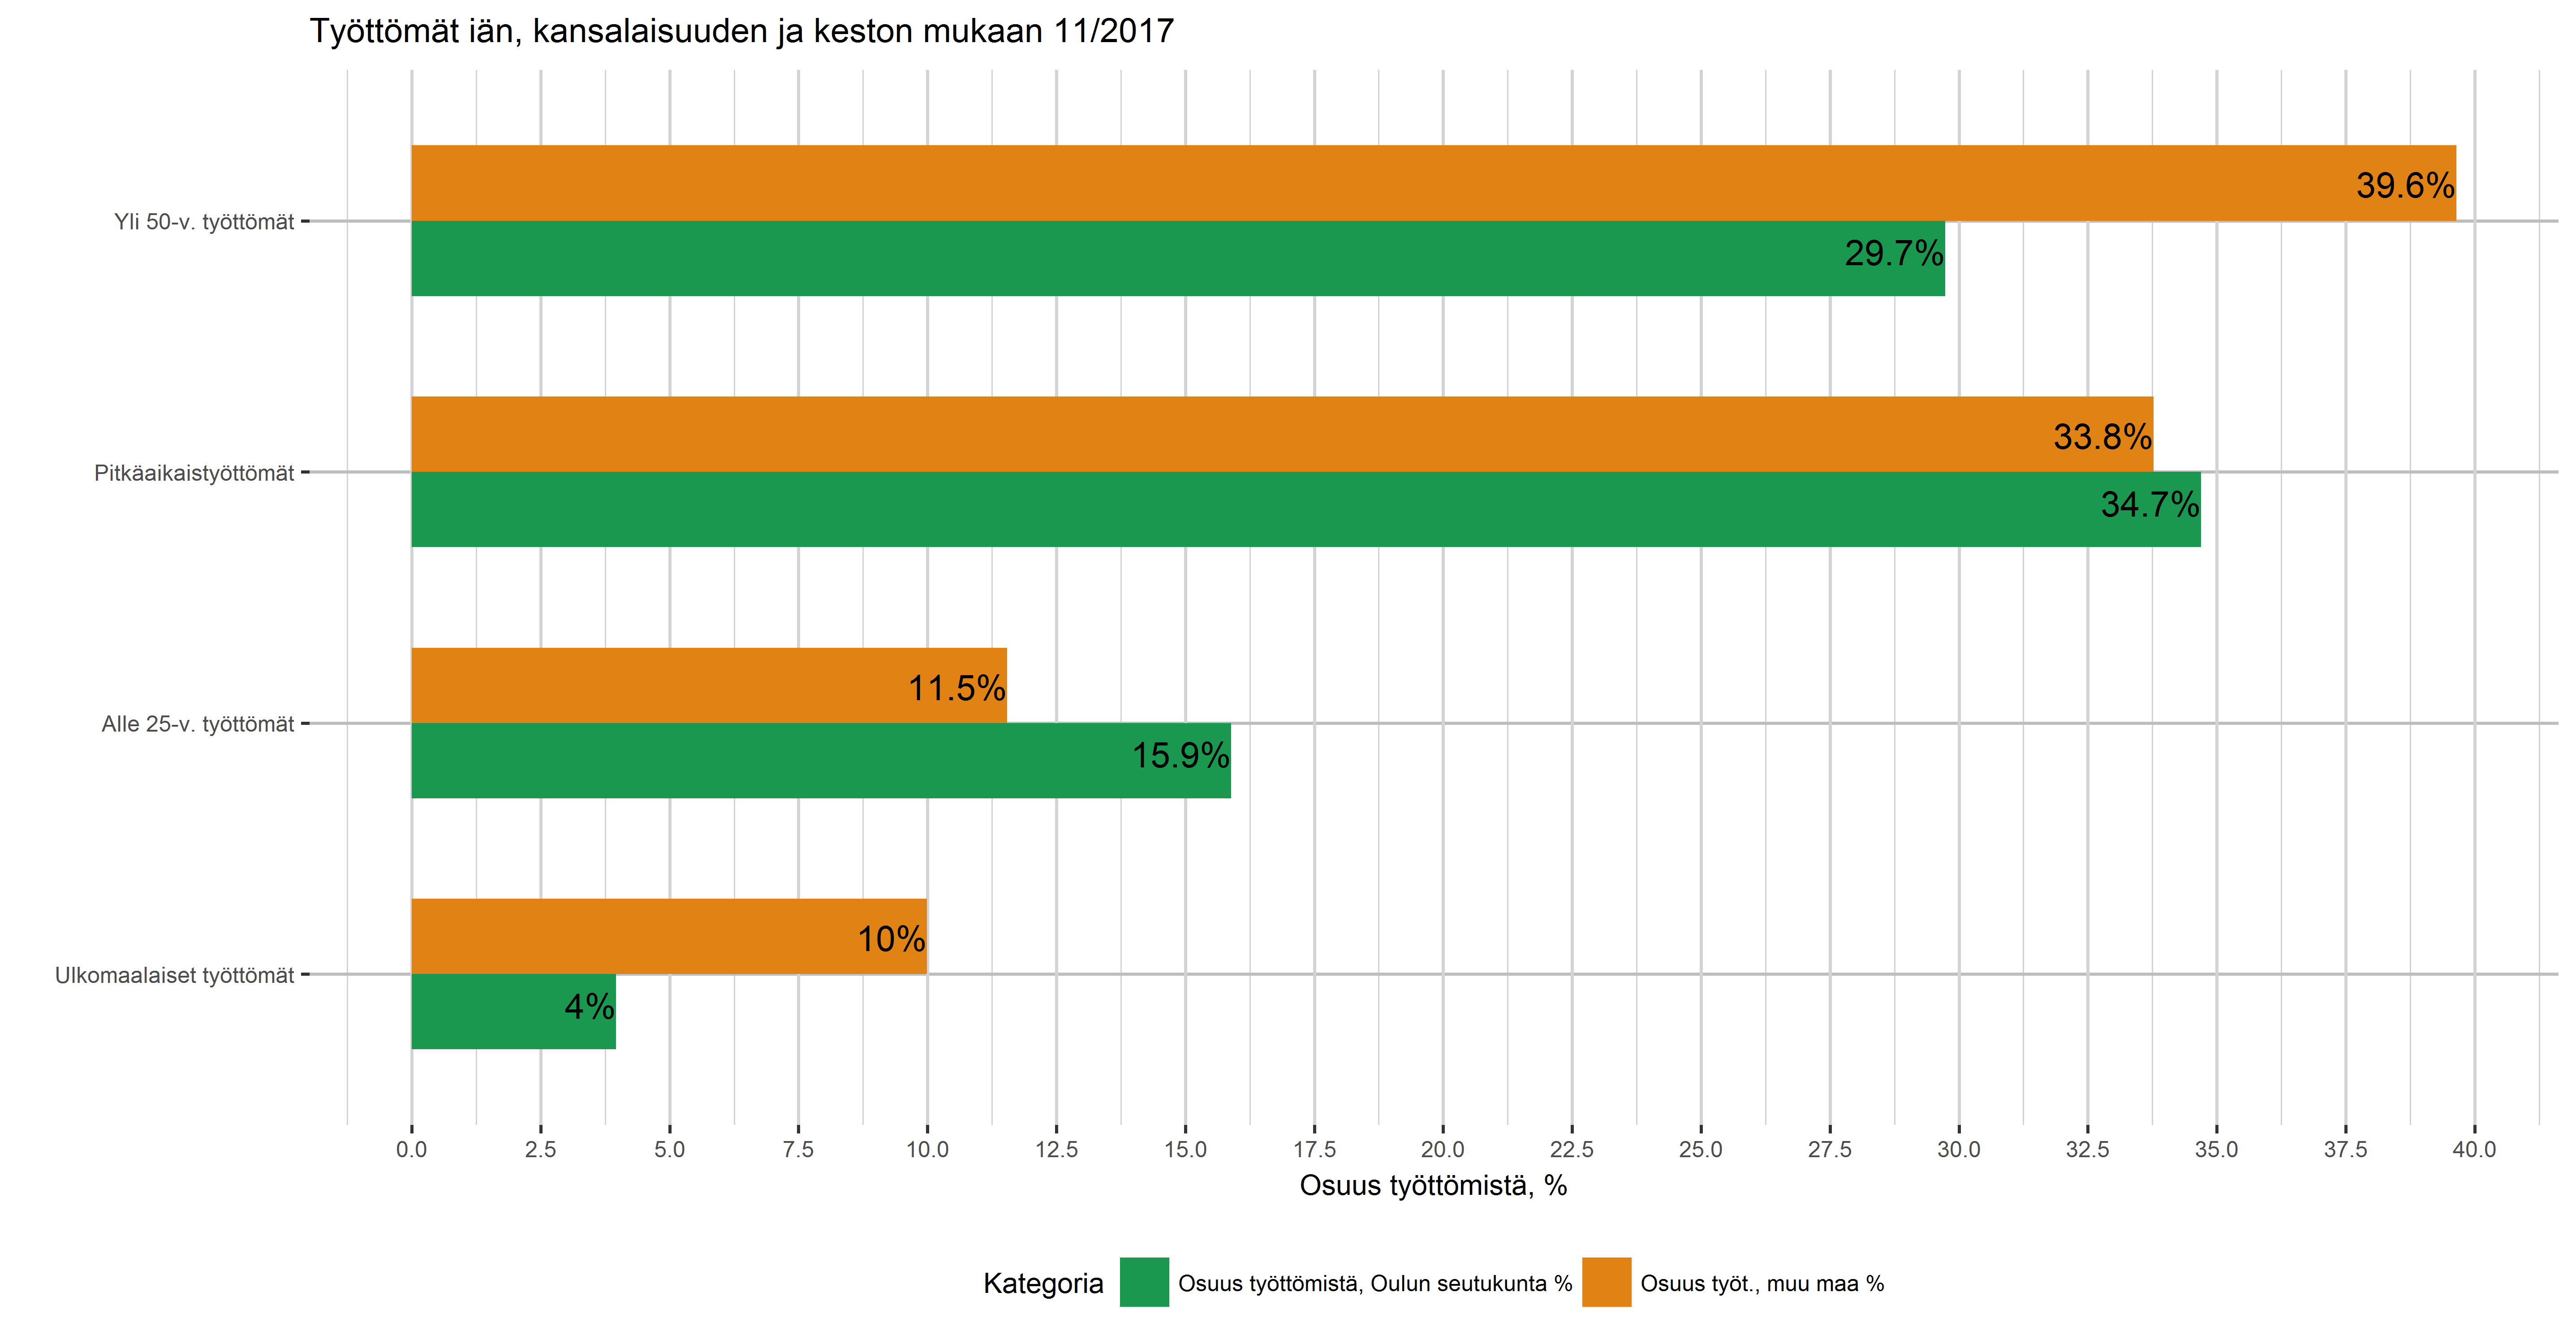 Työttömät iän, kansalaisuuden ja keston mukaan 11/2017
Yli 50-v. työttömät
39.6%
29.7%
Pitkäaikaistyöttömät
33.8%
34.7%
Alle 25-v. työttömät
11.5%
15.9%
Ulkomaalaiset työttömät
10%
4%
0.0 2.5 5.0 7.5 10.0 12.5 15.0 17.5 20.0 22.5 25.0 27.5 30.0 32.5 35.0 37.5 40.0
Osuus työttömistä, %
Kategoria Osuus työttömistä, Oulun seutukunta % Osuus työt., muu maa %